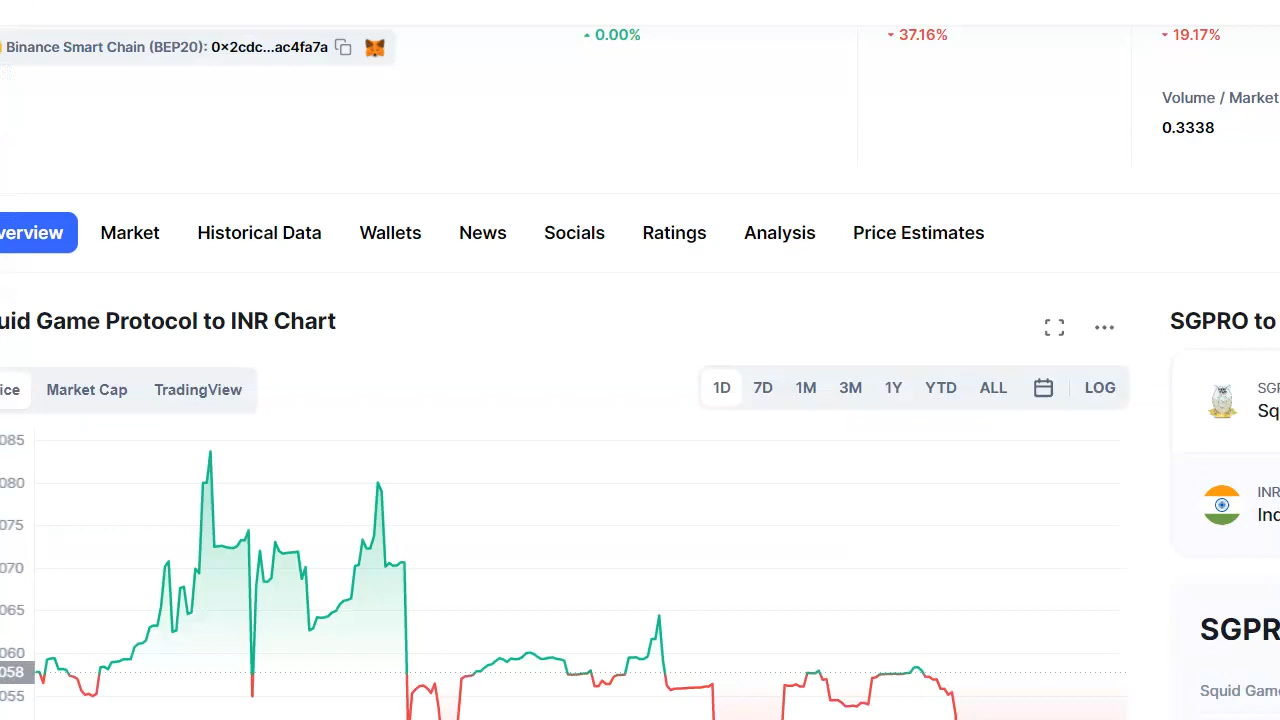 Binance Smart Chain (BEP20): 0x2cdc...ac4fa7a
0.00%
37.16%
19.17%
Volume / Market
0.3338
verview
Market
Historical Data
Wallets
News
Socials
Ratings
Analysis
Price Estimates
uid Game Protocol to INR Chart
SGPRO to
ice
Market Cap
TradingView
1D
7D
1M
3M
1Y
YTD
ALL
LOG
085
080
075
070
065
060
058
055
SGP
Sq
INR
Ind
SGPR
Squid Game